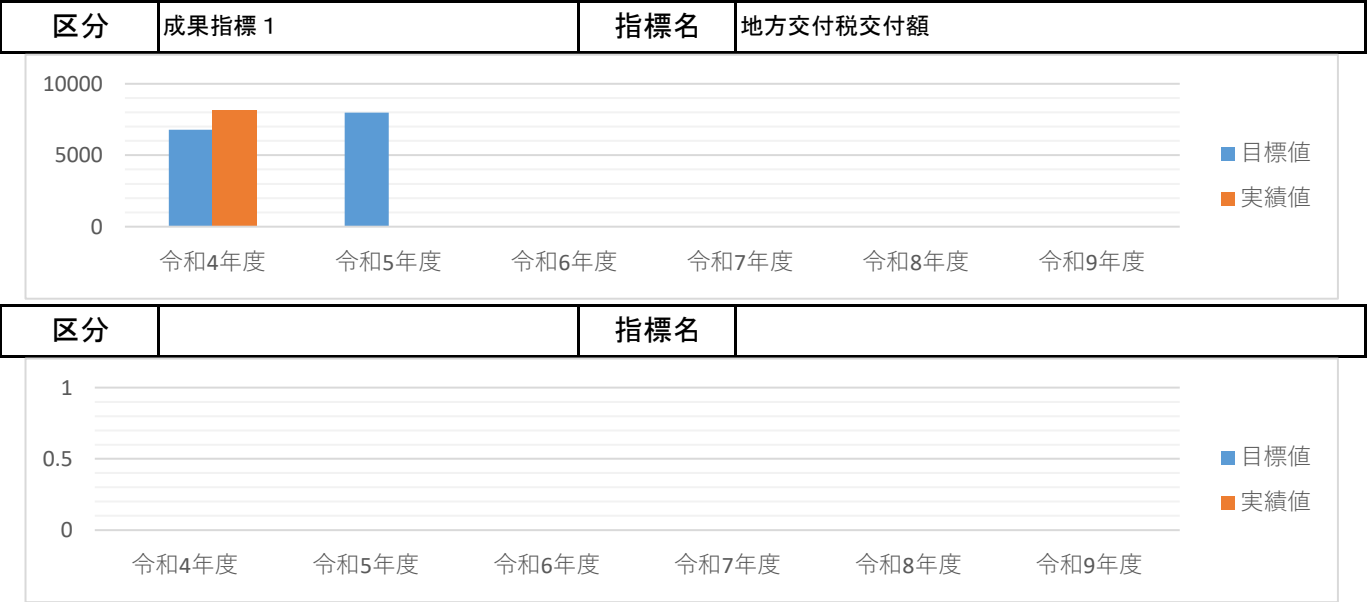 区分 成果指標１ 指標名 地方交付税交付額
10000
5000
0
令和4年度 令和5年度 令和6年度 令和7年度 令和8年度 令和9年度
目標値
実績値
区分 指標名
1
0.5
0
令和4年度 令和5年度 令和6年度 令和7年度 令和8年度 令和9年度
目標値
実績値